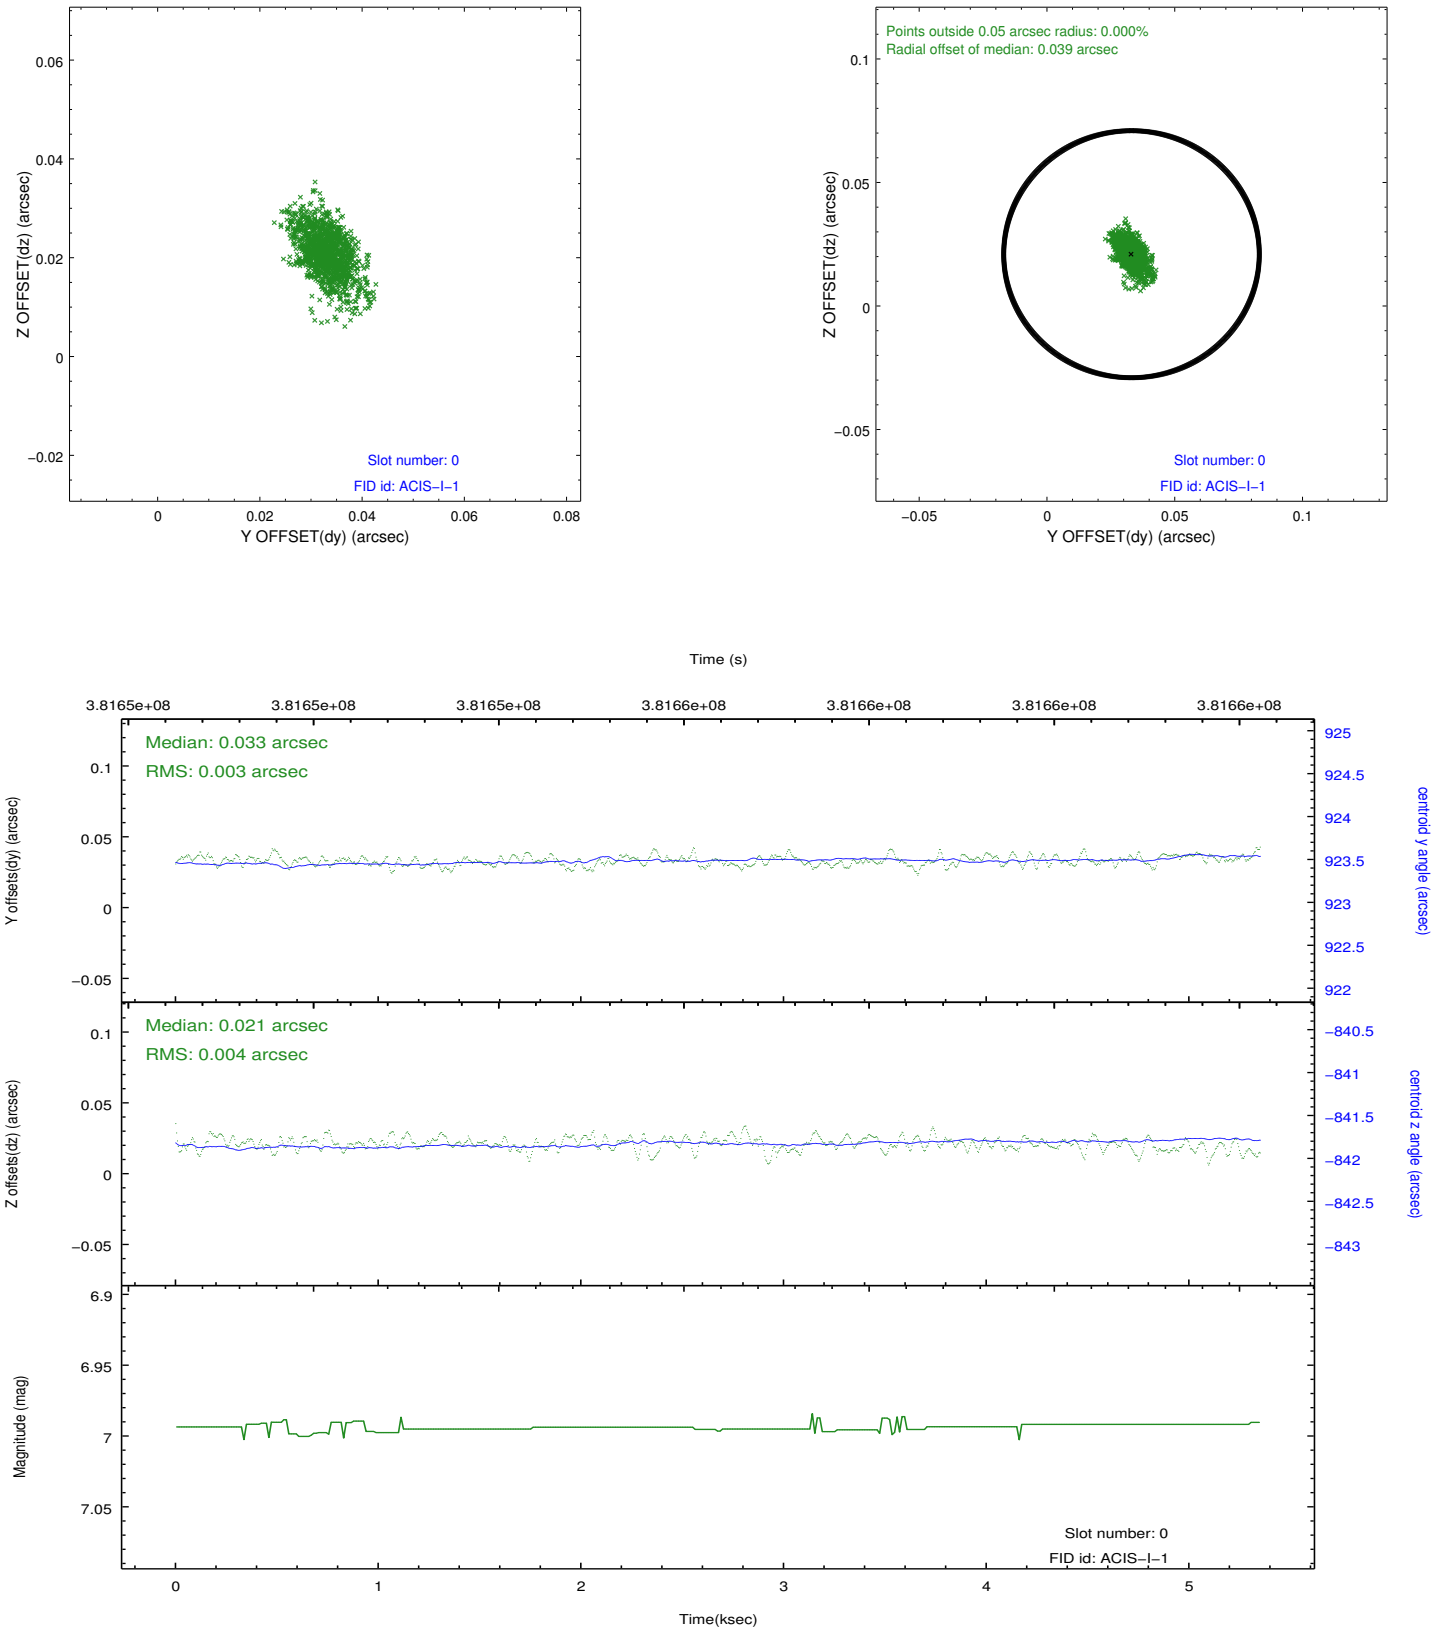 0.06
0.04
0.02
0
−0.02
Z OFFSET(dz) (arcsec)
Slot number: 0
FID id: ACIS−I−1
0
0.02
0.04
0.06
0.08
Y OFFSET(dy) (arcsec)
Points outside 0.05 arcsec radius: 0.000%
Radial offset of median: 0.039 arcsec
0.1
0.05
0
−0.05
Z OFFSET(dz) (arcsec)
Slot number: 0
FID id: ACIS−I−1
−0.05
0
0.05
0.1
Y OFFSET(dy) (arcsec)
Time (s)
3.8165e+08
3.8165e+08
3.8165e+08
3.8166e+08
3.8166e+08
3.8166e+08
3.8166e+08
Median: 0.033 arcsec
RMS: 0.003 arcsec
0.1
0.05
0
−0.05
Y offsets(dy) (arcsec)
925
924.5
924
923.5
923
922.5
922
centroid y angle (arcsec)
Median: 0.021 arcsec
RMS: 0.004 arcsec
0.1
0.05
0
−0.05
Z offsets(dz) (arcsec)
−840.5
−841
−841.5
−842
−842.5
−843
centroid z angle (arcsec)
6.9
6.95
7
7.05
Magnitude (mag)
Slot number: 0
FID id: ACIS−I−1
0
1
2
3
4
5
Time(ksec)